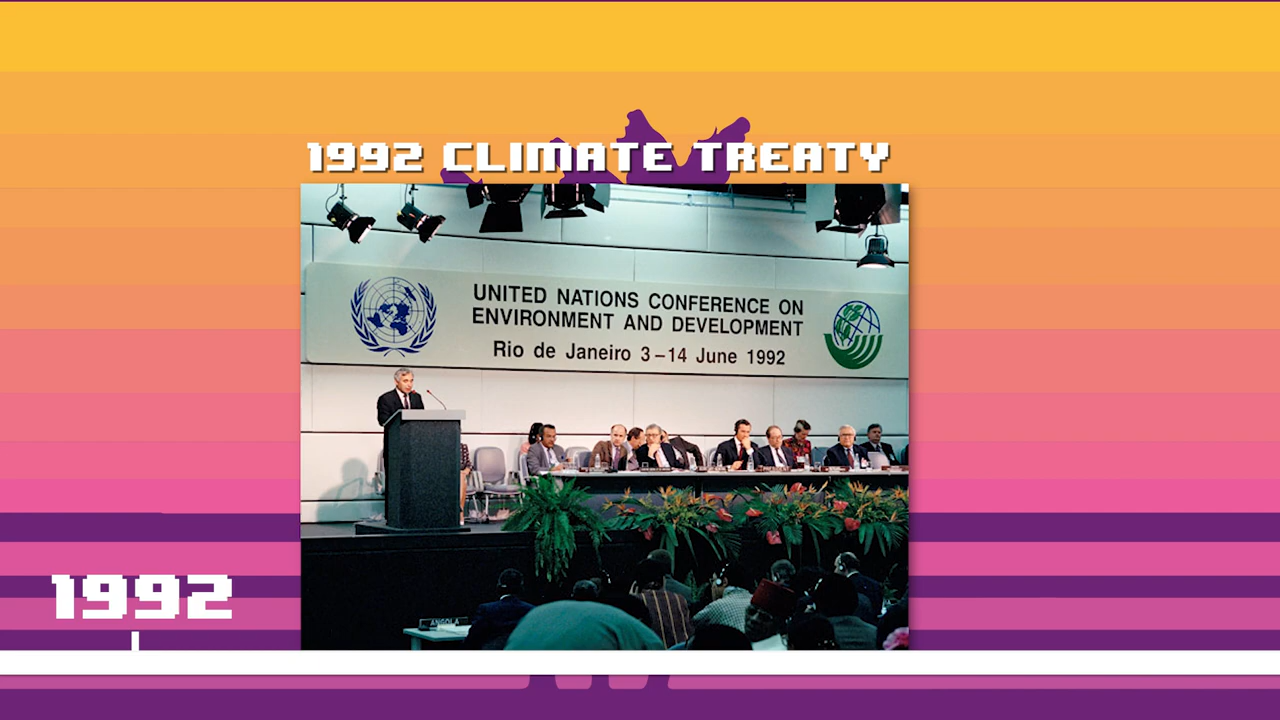 1992 CLIMATE TREATY
UNITED NATIONS CONFERENCE ON
ENVIRONMENT AND DEVELOPMENT
Rio de Janeiro 3–14 June 1992
1992
ANGOLA